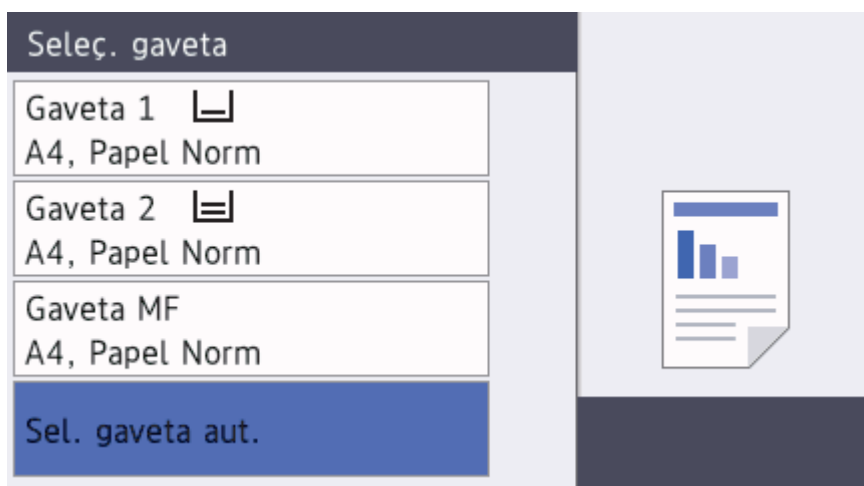 Seleç. gaveta
Gaveta 1
A4, Papel Norm
Gaveta 2
A4, Papel Norm
Gaveta MF
A4, Papel Norm
Sel. gaveta aut.